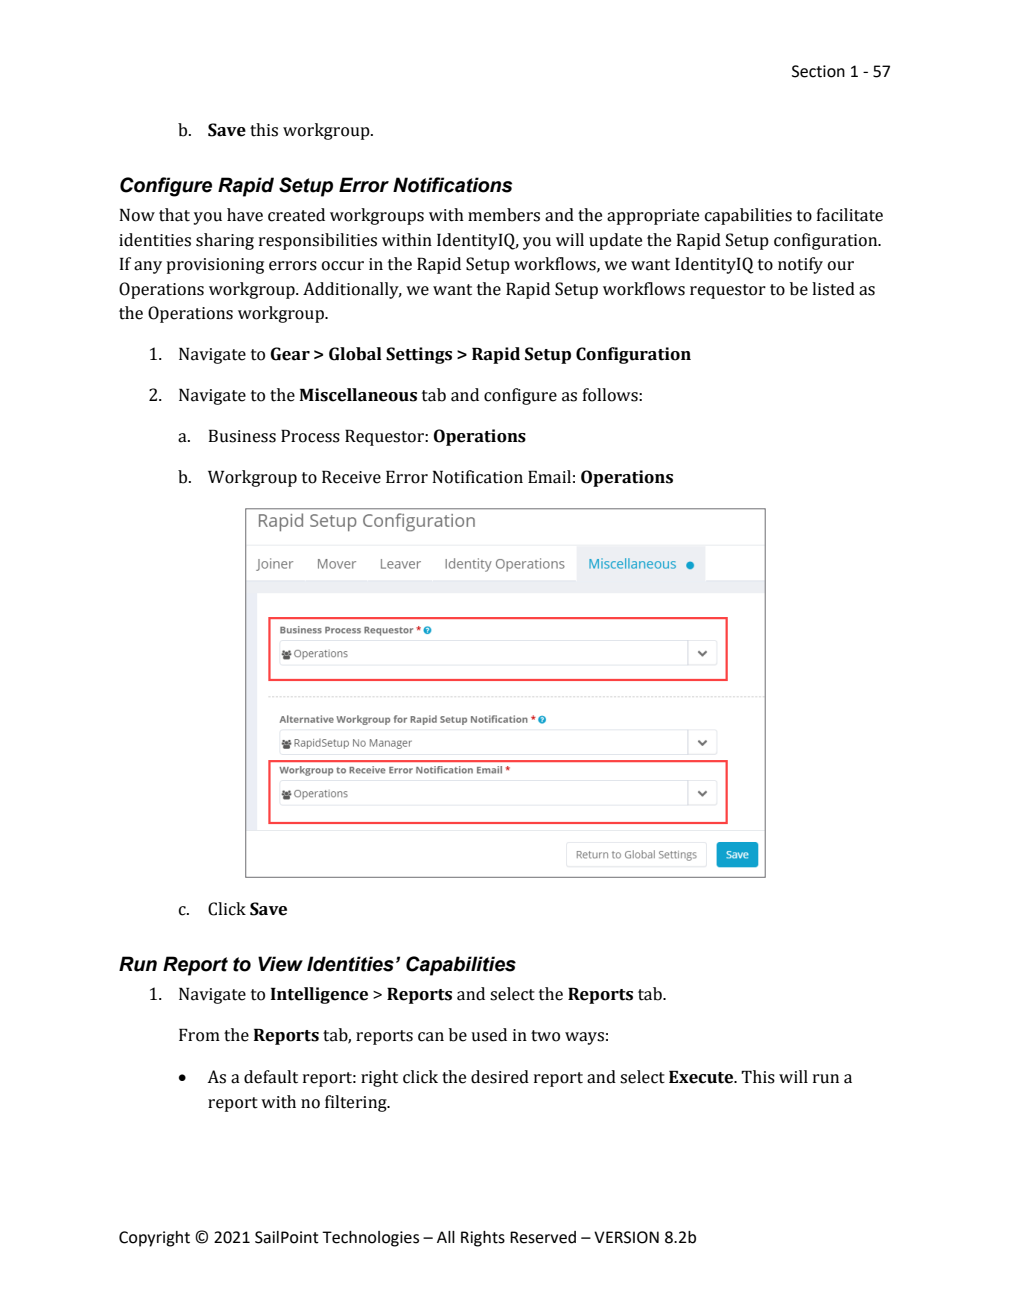 Section 1 - 57
b. Save this workgroup.
Configure Rapid Setup Error Notifications
Now that you have created workgroups with members and the appropriate capabilities to facilitate
identities sharing responsibilities within IdentityIQ, you will update the Rapid Setup configuration.
If any provisioning errors occur in the Rapid Setup workflows, we want IdentityIQ to notify our
Operations workgroup. Additionally, we want the Rapid Setup workflows requestor to be listed as
the Operations workgroup.
1. Navigate to Gear > Global Settings > Rapid Setup Configuration
2. Navigate to the Miscellaneous tab and configure as follows:
a. Business Process Requestor: Operations
b. Workgroup to Receive Error Notification Email: Operations
Rapid Setup Configuration
Joiner Mover Leaver Identity Operations Miscellaneous
Business Process Requestor *
Operations
Alternative Workgroup for Rapid Setup Notification *
RapidSetup No Manager
Workgroup to Receive Error Notification Email *
Operations
Return to Global Settings Save
c. Click Save
Run Report to View Identities’ Capabilities
1. Navigate to Intelligence > Reports and select the Reports tab.
From the Reports tab, reports can be used in two ways:
• As a default report: right click the desired report and select Execute. This will run a
report with no filtering.
Copyright © 2021 SailPoint Technologies – All Rights Reserved – VERSION 8.2b